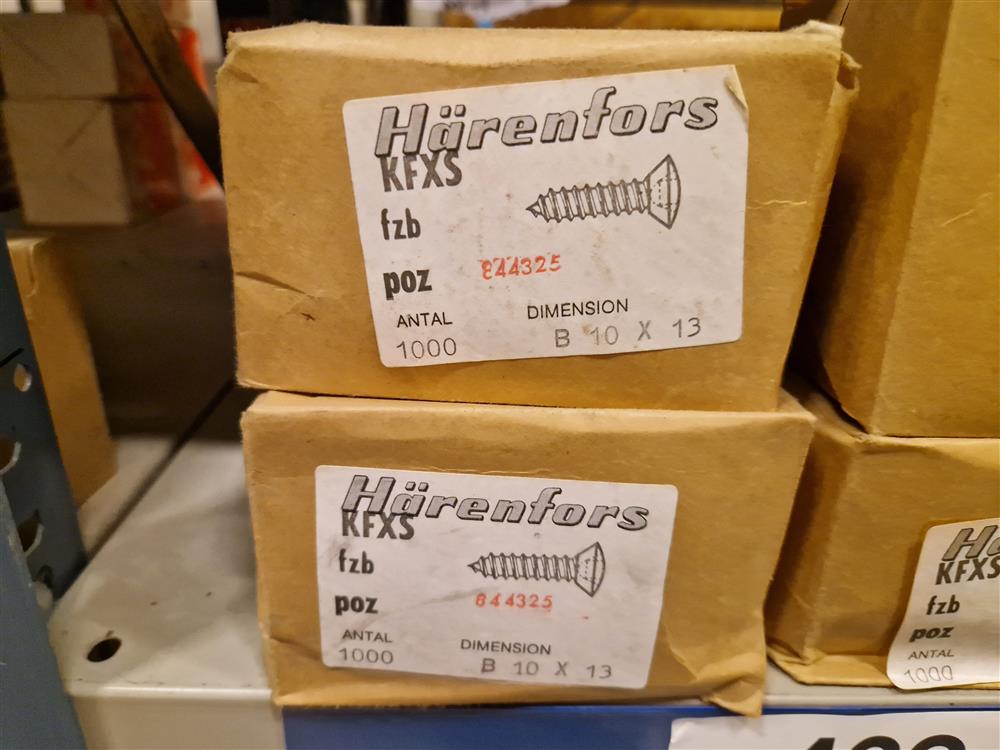 Härenfors
KFXS
fzb
poz
844325
ANTAL DIMENSION
1000 B 10 X 13
Härenfors
KFXS
fzb
poz
844325
ANTAL DIMENSION
1000 B 10 X 13
KFXS
fzb
poz
ANTAL
1000